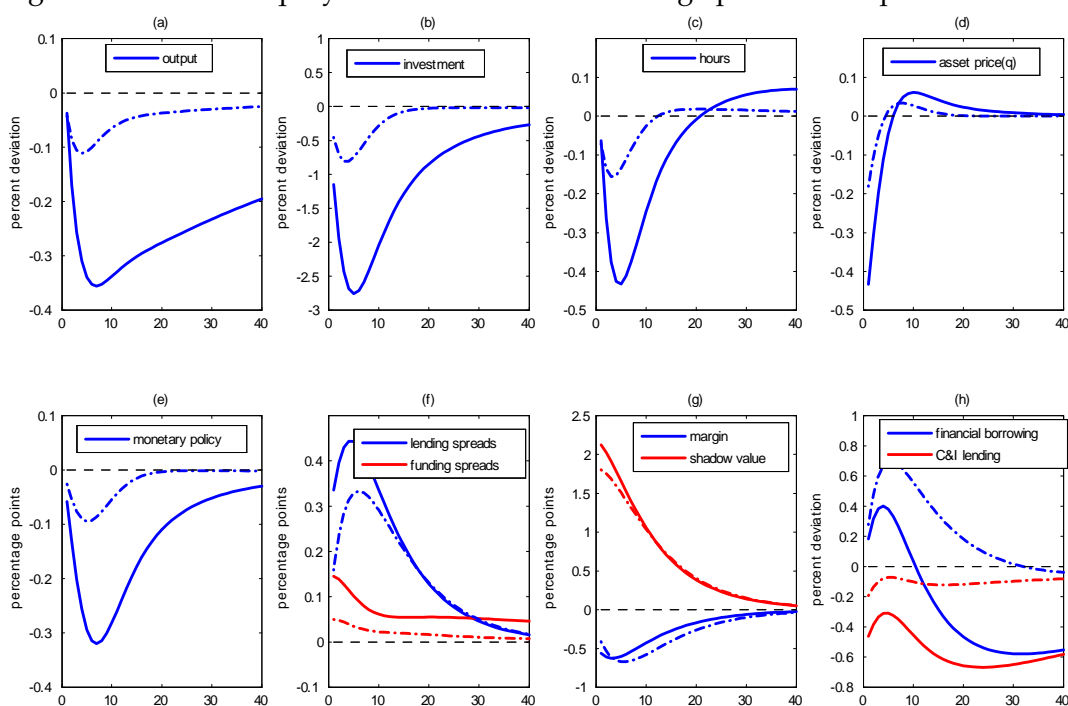 (a) (b) (c) (d)
output
investment
hours
asset price(q)
percent deviation
percent deviation
percent deviation
percent deviation
0.1
0
-0.1
-0.2
-0.3
-0.4
0 10 20 30 40
1
0.5
0
-0.5
-1
-1.5
-2
-2.5
-3
0 10 20 30 40
0.1
0
-0.1
-0.2
-0.3
-0.4
-0.5
0 10 20 30 40
0.1
0
-0.1
-0.2
-0.3
-0.4
-0.5
0 10 20 30 40
(e) (f) (g) (h)
monetary policy
lending spreads
funding spreads
margin
shadow value
financial borrowing
C&I lending
percentage points
percentage points
percentage points
percent deviation
0.1
0
-0.1
-0.2
-0.3
-0.4
0 10 20 30 40
0.4
0.3
0.2
0.1
0
-0.1
0 10 20 30 40
2.5
2
1.5
1
0.5
0
-0.5
-1
0 10 20 30 40
1
0.8
0.6
0.4
0.2
0
-0.2
-0.4
-0.6
-0.8
0 10 20 30 40